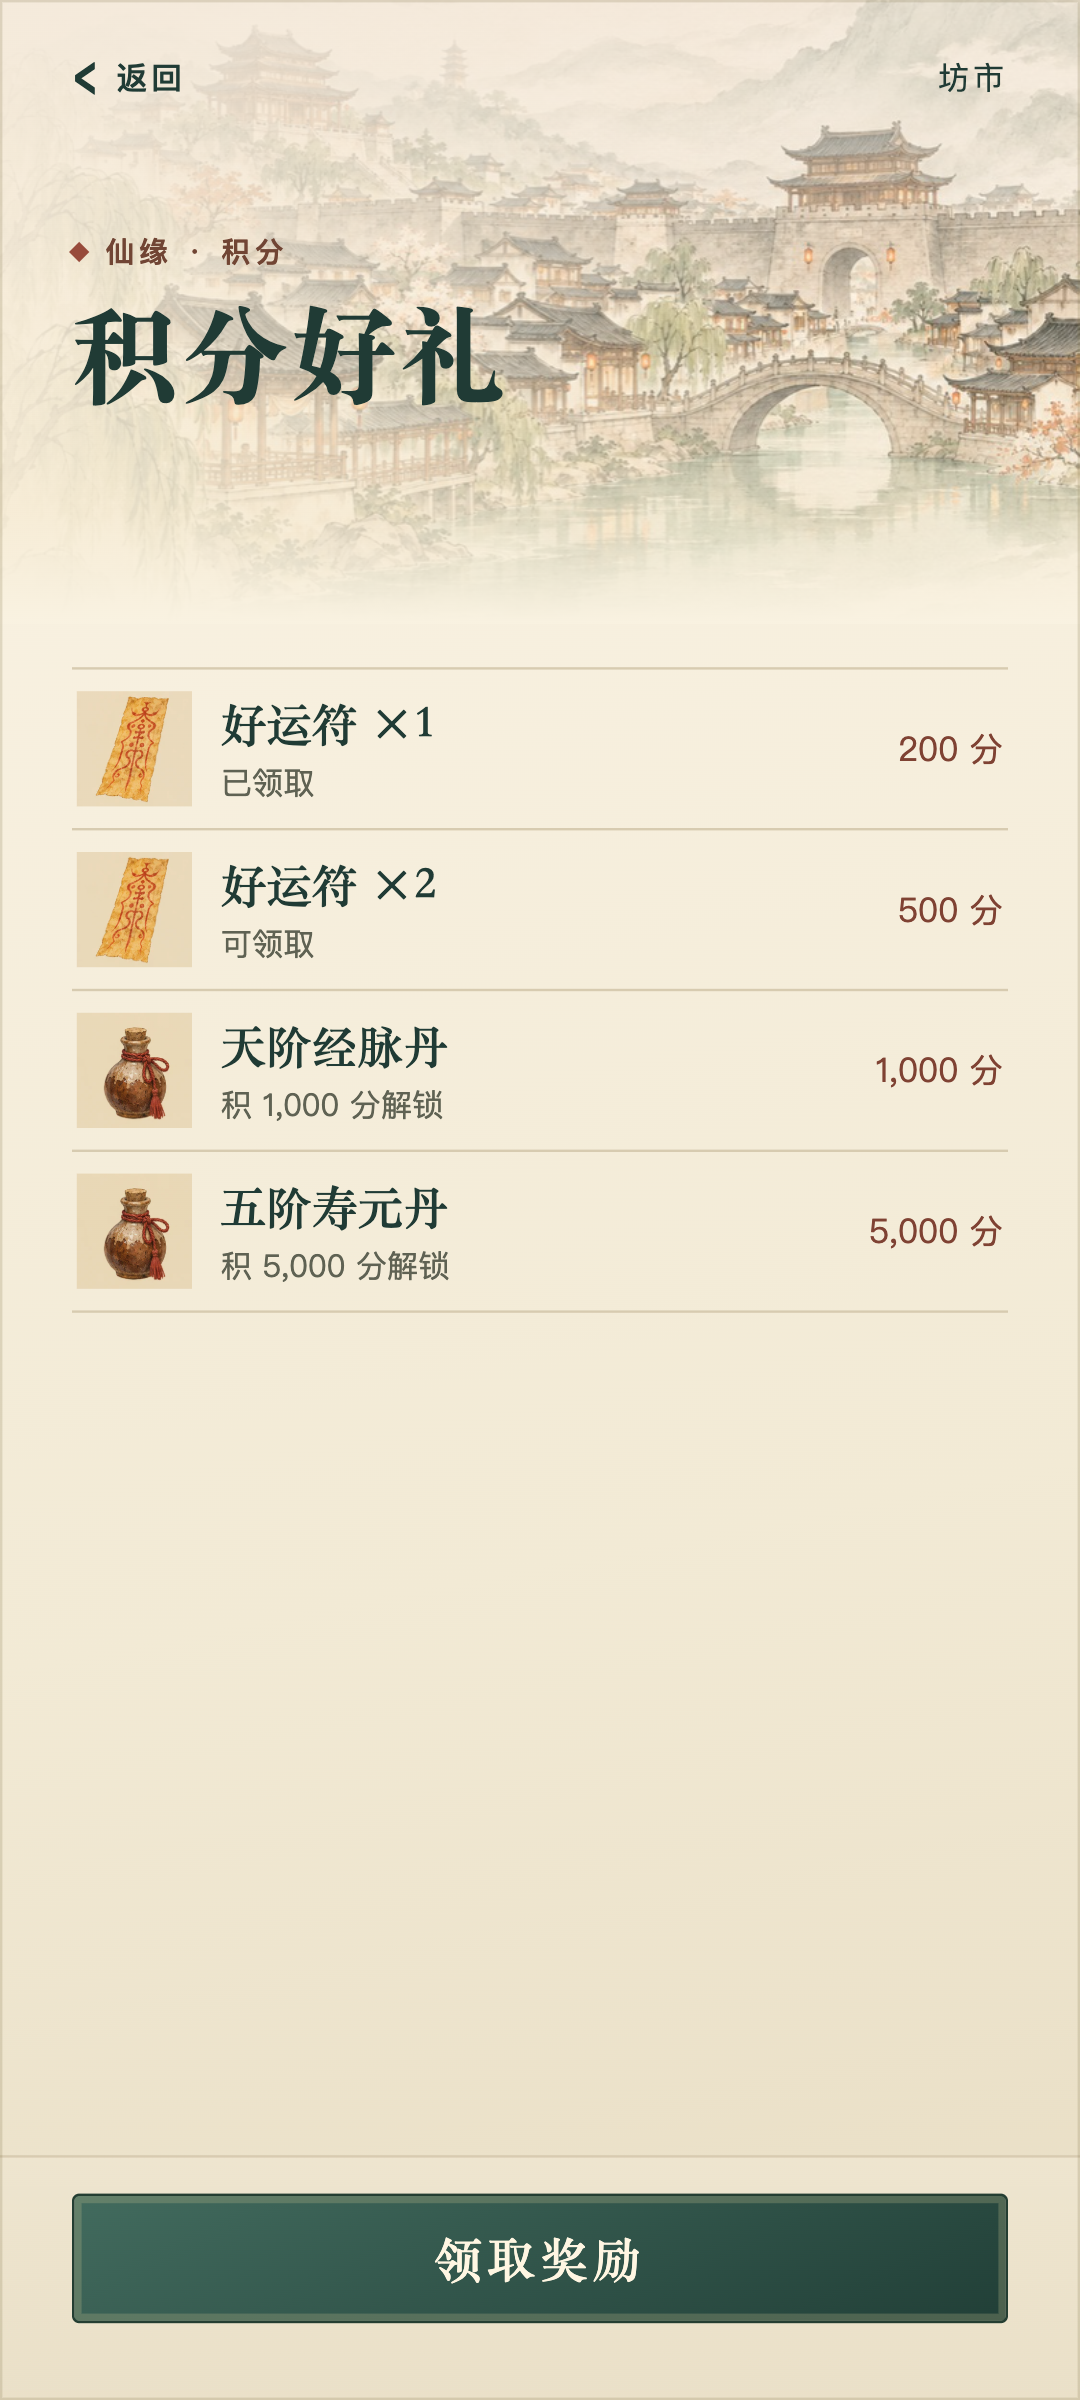 返回
坊市
仙缘 · 积分
积分好礼
好运符 ×1
已领取
200 分
好运符 ×2
可领取
500 分
天阶经脉丹
积 1,000 分解锁
1,000 分
五阶寿元丹
积 5,000 分解锁
5,000 分
领取奖励